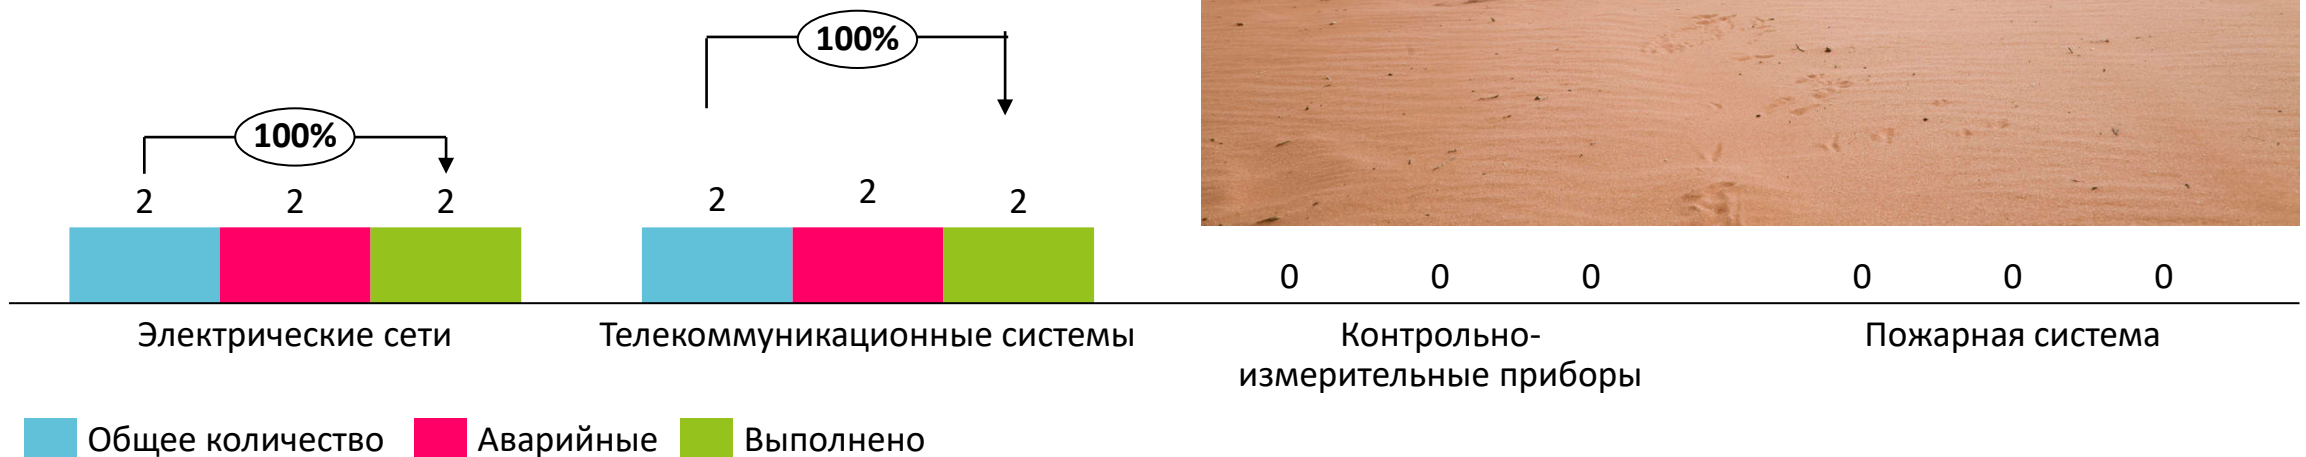 100%
100%
2 2 2
2 2 2
0 0 0
0 0 0
Электрические сети
Телекоммуникационные системы
Контрольно-
измерительные приборы
Пожарная система
Общее количество
Аварийные
Выполнено